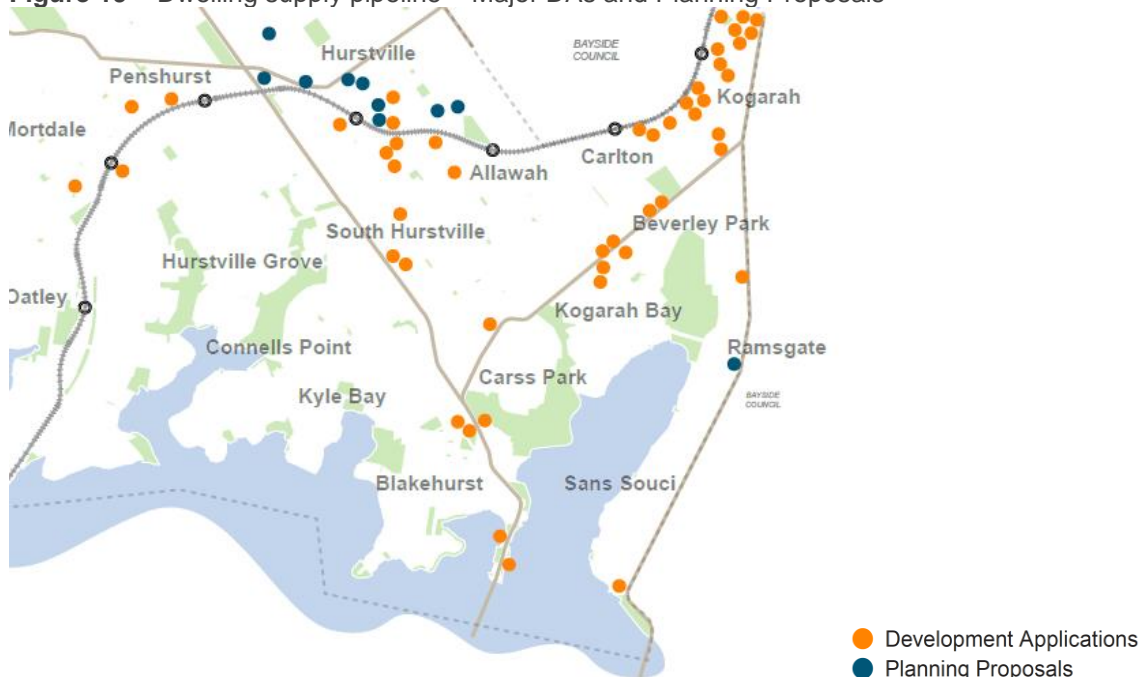 Dwelling supply pipeline – Major DAs and Planning Proposals
BAYSIDE
COUNCIL
Hurstville
Penshurst
Kogarah
Mortdale
Carlton
Allawah
South Hurstville
Beverley Park
Hurstville Grove
Oatley
Kogarah Bay
Connells Point
Ramsgate
Carss Park
Kyle Bay
BAYSIDE
COUNCIL
Blakehurst
Sans Souci
Development Applications
Planning Proposals